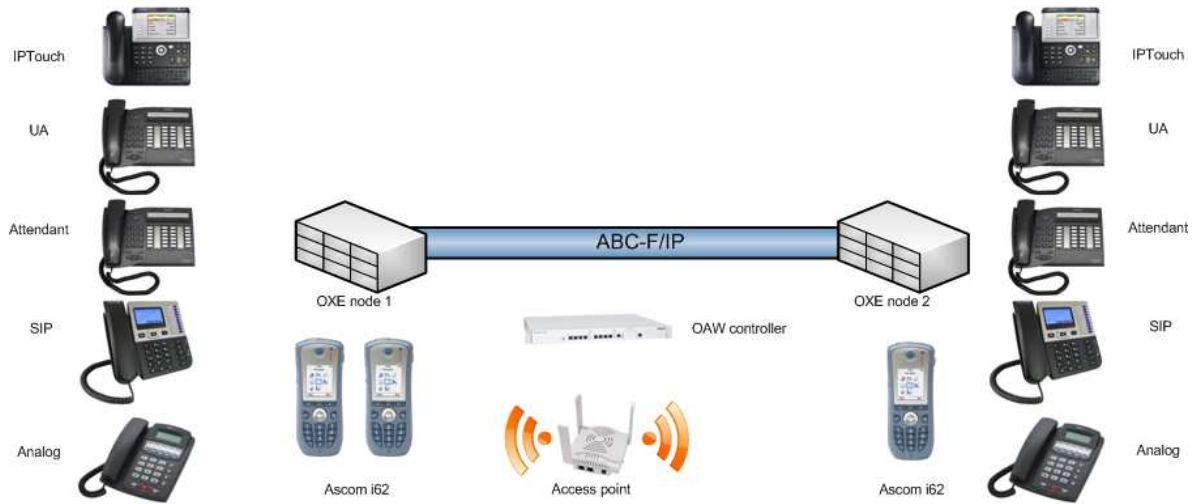 IPTouch
IPTouch
UA
UA
Attendant
Attendant
ABC-F/IP
OXE node 1
OXE node 2
SIP
OAW controller
SIP
Analog
Analog
Ascom i62
Access point
Ascom i62